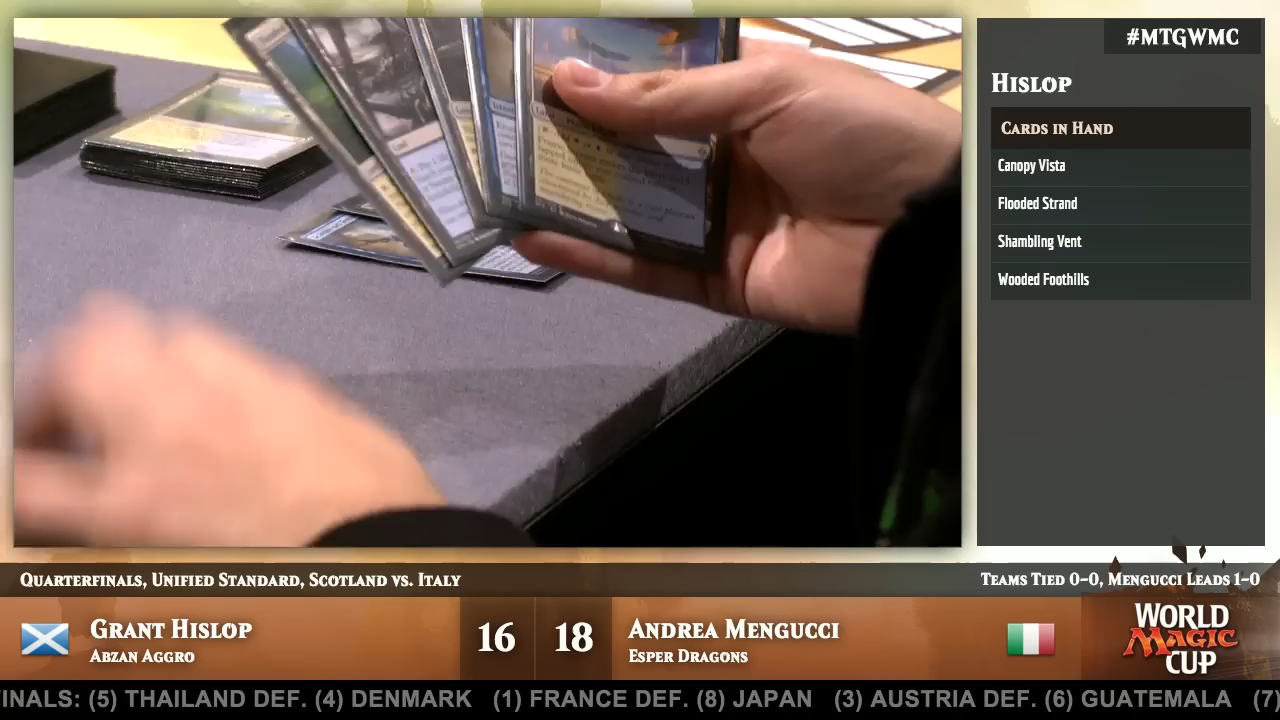 #MTGWMC
Hislop
Cards in Hand
Canopy Vista
Flooded Strand
Shambling Vent
Wooded Foothills
Quarterfinals, Unified Standard, Scotland vs. Italy
Teams Tied 0-0, Mengucci Leads 1-0
Grant Hislop
Abzan Aggro
16
18
Andrea Mengucci
Esper Dragons
WORLD
MAGIC
CUP
INALS: (5) THAILAND DEF. (4) DENMARK (1) FRANCE DEF. (8) JAPAN (3) AUSTRIA DEF. (6) GUATEMALA (7)